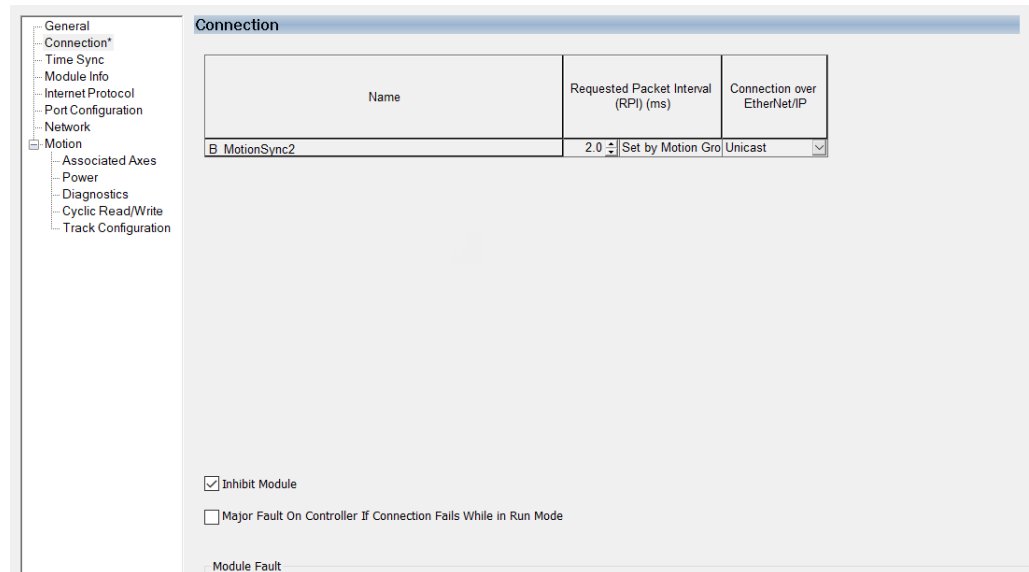 General
Connection*
Time Sync
Module Info
Internet Protocol
Port Configuration
Network
Motion
Associated Axes
Power
Diagnostics
Cyclic Read/Write
Track Configuration
Connection
Name
Requested Packet Interval
(RPI) (ms)
Connection over
EtherNet/IP
B MotionSync2
2.0 Set by Motion Gro Unicast
Inhibit Module
Major Fault On Controller If Connection Fails While in Run Mode
Module Fault